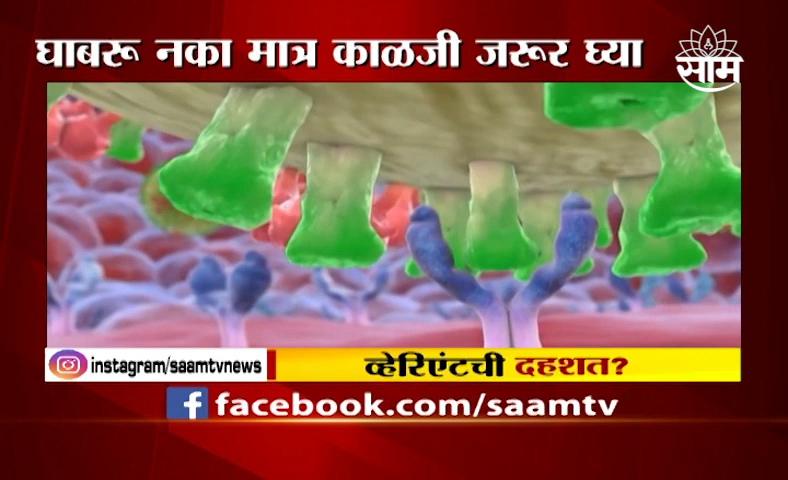 घाबरू नका मात्र काळजी जरूर घ्या
साम
instagram/saamtvnews
व्हेरिएंटची दहशत?
facebook.com/saamtv